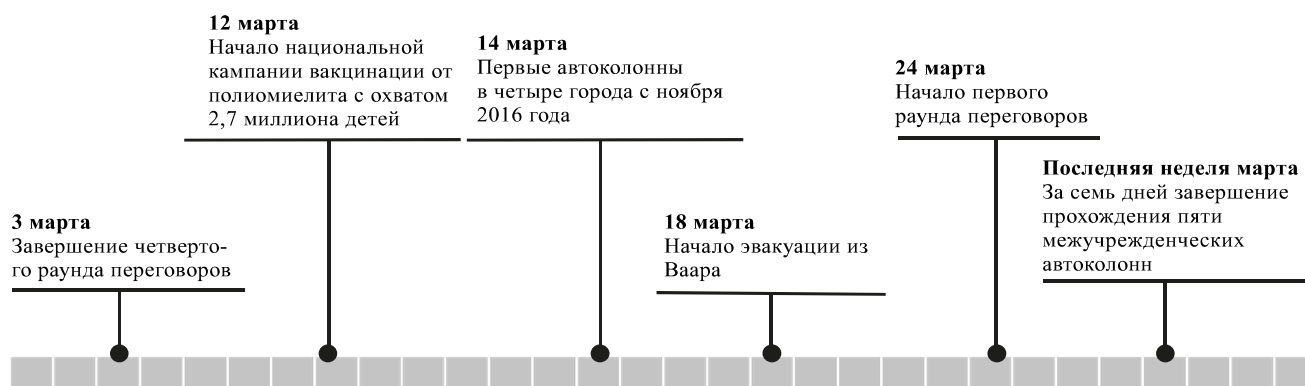 3 марта
Завершение четверто-
го раунда переговоров
12 марта
Начало национальной
кампании вакцинации от
полиомиелита с охватом
2,7 миллиона детей
14 марта
Первые автоколонны
в четыре города с ноября
2016 года
18 марта
Начало эвакуации из
Ваара
24 марта
Начало первого
раунда переговоров
Последняя неделя марта
За семь дней завершение
прохождения пяти
межучрежденческих
автоколонн